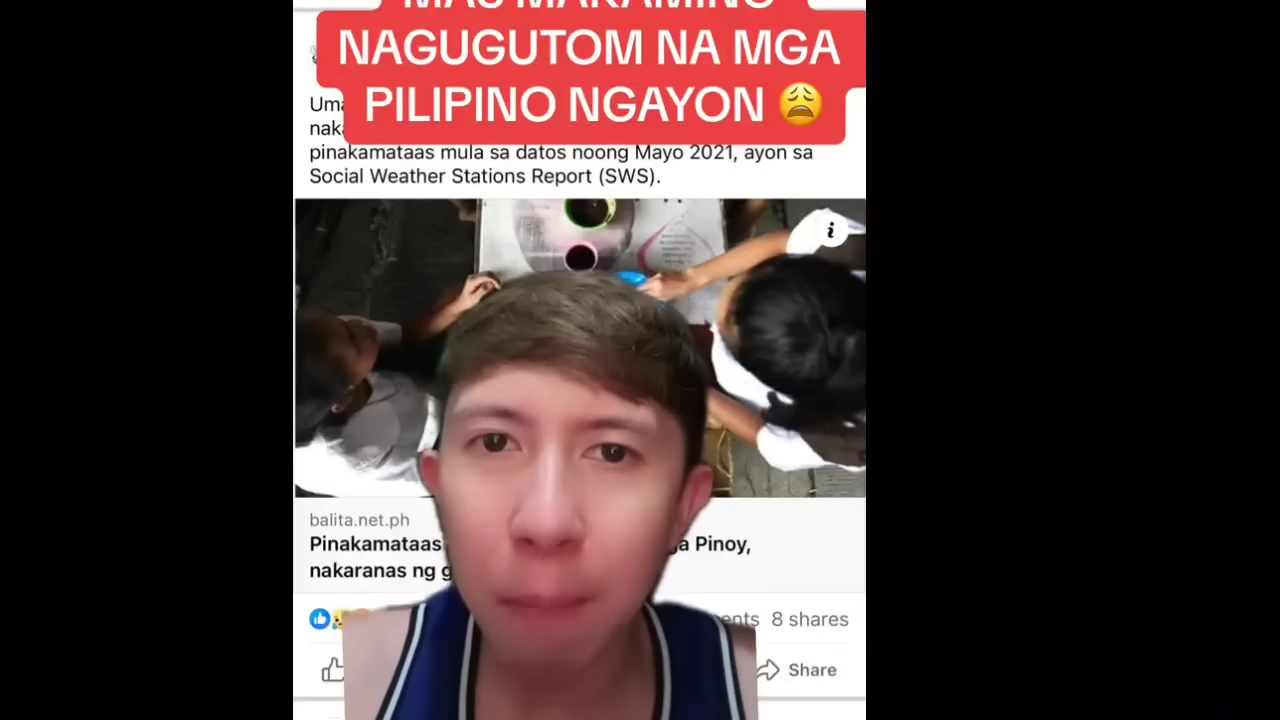 NAGUGUTOM NA MGA
PILIPINO NGAYON 😩
pinakamataas mula sa datos noong Mayo 2021, ayon sa
Social Weather Stations Report (SWS).
i
balita.net.ph
Pinakamataas Pinoy,
nakaranas ng
8 shares
Share